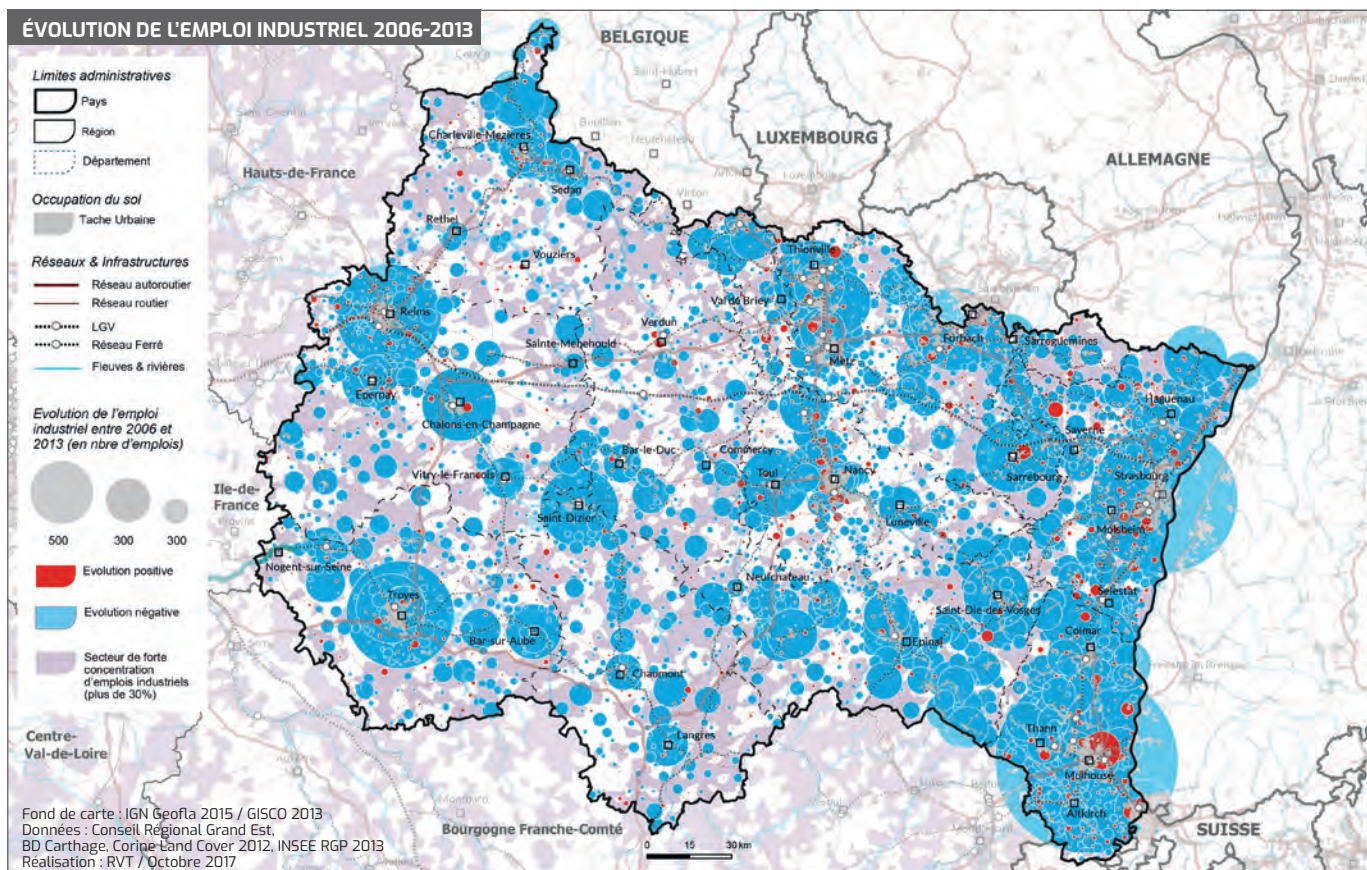 ÉVOLUTION DE L'EMPLOI INDUSTRIEL 2006-2013
Limites administratives
Pays
Région
Département
Occupation du sol
Tache Urbaine
Réseaux & Infrastructures
Réseau autoroutier
Réseau routier
LGV
Réseau Ferré
Fleuves & rivières
Evolution de l'emploi
industriel entre 2006 et
2013 (en nbre d'emplois)
500
300
300
Evolution positive
Evolution négative
Secteur de forte
concentration
d'emplois industriels
(plus de 30%)
BELGIQUE
LUXEMBOURG
ALLEMAGNE
Hauts-de-France
Ile-de-
France
Centre-
Val-de-Loire
Bourgogne Franche-Comté
SUISSE
Saint-Hubert
Bouillon
Neufchâteau
Virton
Charleville-Mezieres
Sedan
Rethel
Vouziers
Reims
Epernay
Sainte-Menehould
Verdun
Val de Briey
Thionville
Metz
Forbach
Sarreguemines
Haguenau
Saverne
Strasbourg
Molsheim
Sarrebourg
Chalons-en-Champagne
Vitry-le-François
Bar-le-Duc
Commercy
Toul
Nancy
Luneville
Saint-Dizier
Nogent-sur-Seine
Troyes
Bar-sur-Aube
Chaumont
Langres
Neufchateau
Epinal
Saint-Die-des-Vosges
Selestat
Colmar
Thann
Mulhouse
Altkirch
0 15 30 km
Fond de carte : IGN Geofla 2015 / GISCO 2013
Données : Conseil Régional Grand Est,
BD Carthage, Corine Land Cover 2012, INSEE RGP 2013
Réalisation : RVT / Octobre 2017